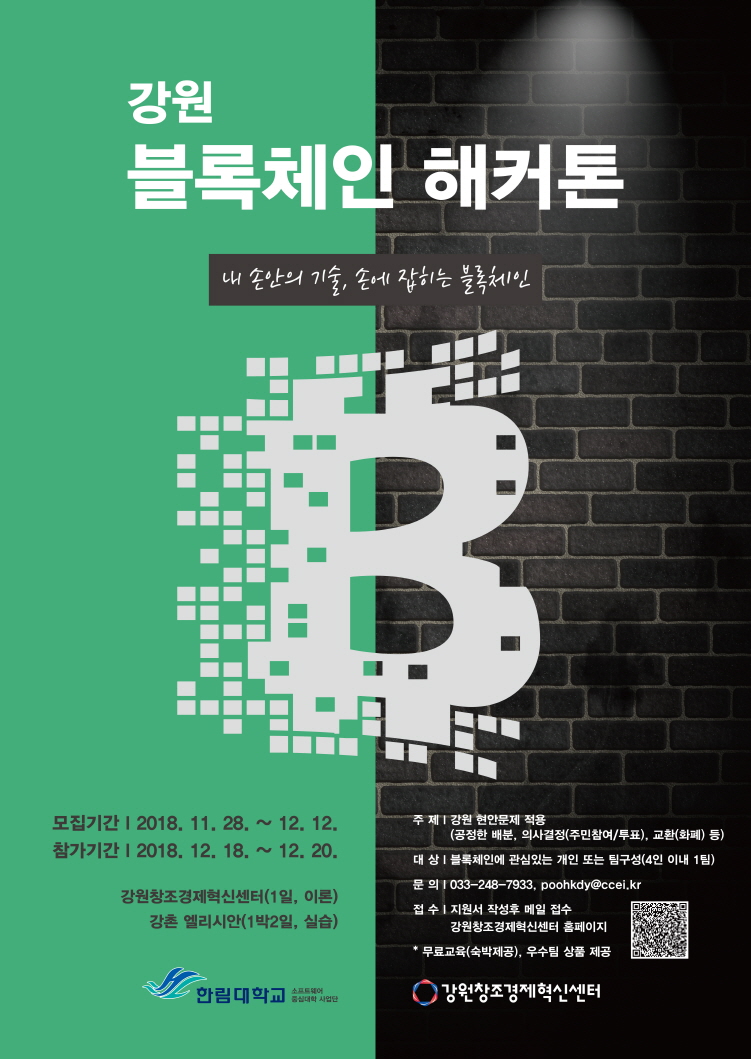 강원
블록체인 해커톤
내 손안의 기술, 손에 잡히는 블록체인
모집기간 I 2018. 11. 28. ~ 12. 12.
참가기간 I 2018. 12. 18. ~ 12. 20.
강원창조경제혁신센터(1일, 이론)
강촌 엘리시안(1박2일, 실습)
한림대학교 소프트웨어
중심대학 사업단
주 제 I 강원 현안문제 적용
(공정한 배분, 의사결정(주민참여/투표), 교환(화폐) 등)
대 상 I 블록체인에 관심있는 개인 또는 팀구성(4인 이내 1팀)
문 의 I 033-248-7933, poohkdy@ccei.kr
접 수 I 지원서 작성후 메일 접수
강원창조경제혁신센터 홈페이지
* 무료교육(숙박제공), 우수팀 상품 제공
강원창조경제혁신센터